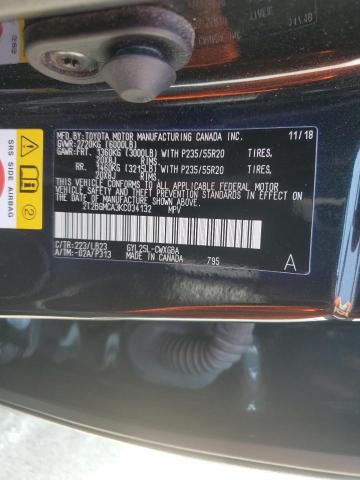 282
SRS SIDE AIRBAG
MFD. BY: TOYOTA MOTOR MANUFACTURING CANADA INC. 11/18
GVWR: 2720KG (6000LB)
GAWR: FRT. 1360KG (3000LB) WITH P235/55R20 TIRES,
20X8J RIMS,
RR. 1460KG (3215LB) WITH P235/55R20 TIRES,
20X8J RIMS,
THIS VEHICLE CONFORMS TO ALL APPLICABLE FEDERAL MOTOR VEHICLE
SAFETY STANDARDS IN EFFECT ON THE DATE OF MANUFACTURE SHOWN ABOVE.
2T2BGMCA3KC034132 MPV
C/TR: 223/LB23 GYL25L-CWXGBA A
A/TM: -02A/P313 MADE IN CANADA 795